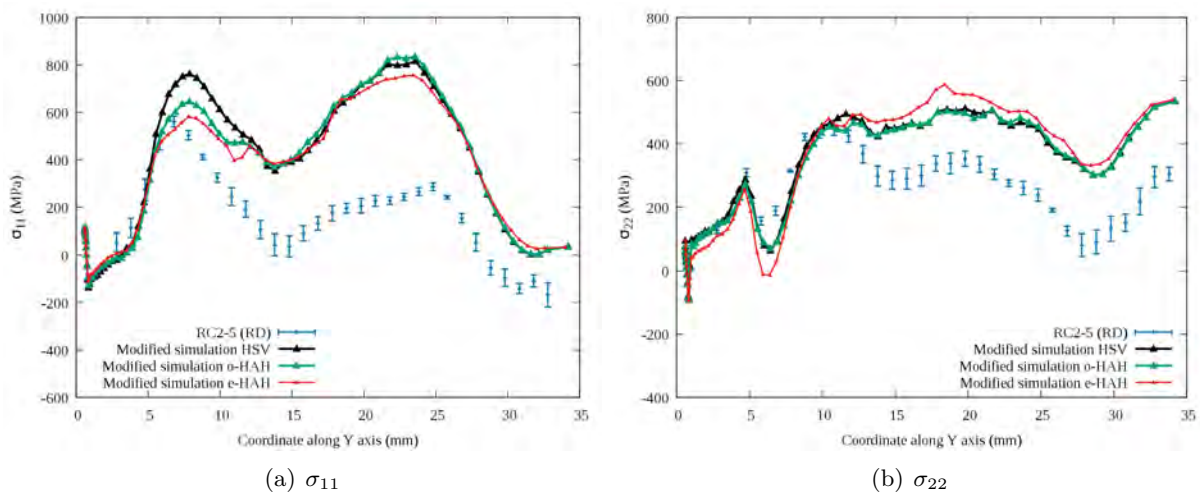 1000
800
600
400
200
0
-200
-400
-600
σ11 (MPa)
RC2-5 (RD)
Modified simulation HSV
Modified simulation o-HAH
Modified simulation e-HAH
0 5 10 15 20 25 30 35
Coordinate along Y axis (mm)
(a) σ11
800
600
400
200
0
-200
-400
σ22 (MPa)
RC2-5 (RD)
Modified simulation HSV
Modified simulation o-HAH
Modified simulation e-HAH
0 5 10 15 20 25 30 35
Coordinate along Y axis (mm)
(b) σ22